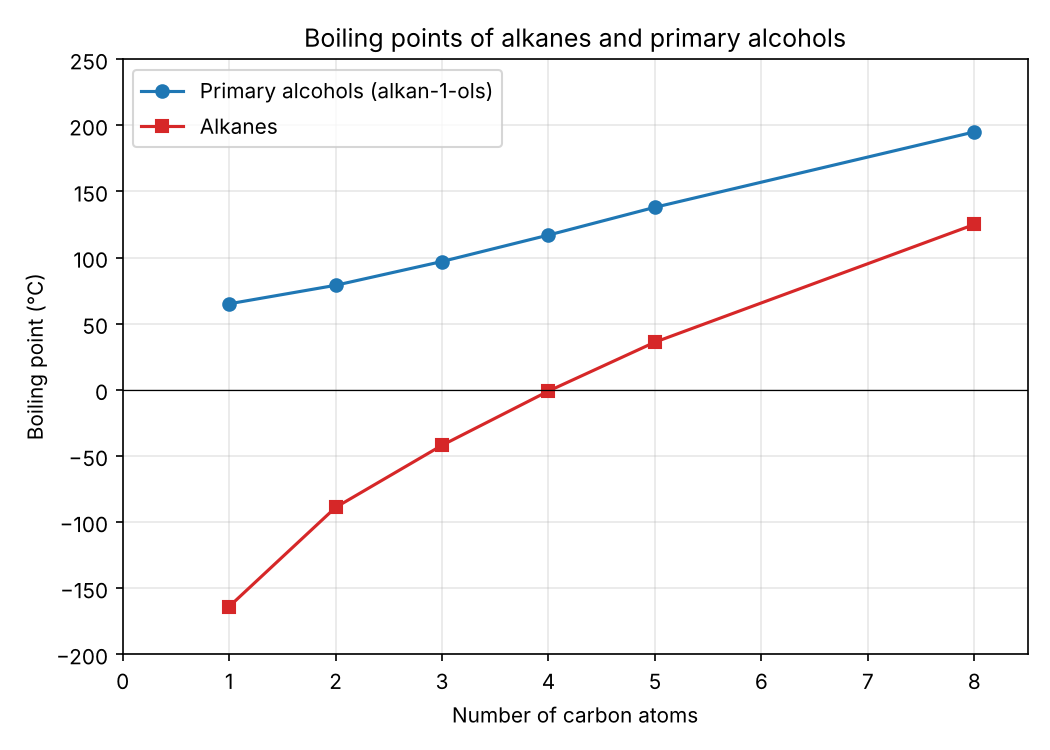 Boiling points of alkanes and primary alcohols
Primary alcohols (alkan-1-ols)
Alkanes
250
200
150
100
50
0
−50
−100
−150
−200
Boiling point (°C)
0 1 2 3 4 5 6 7 8
Number of carbon atoms